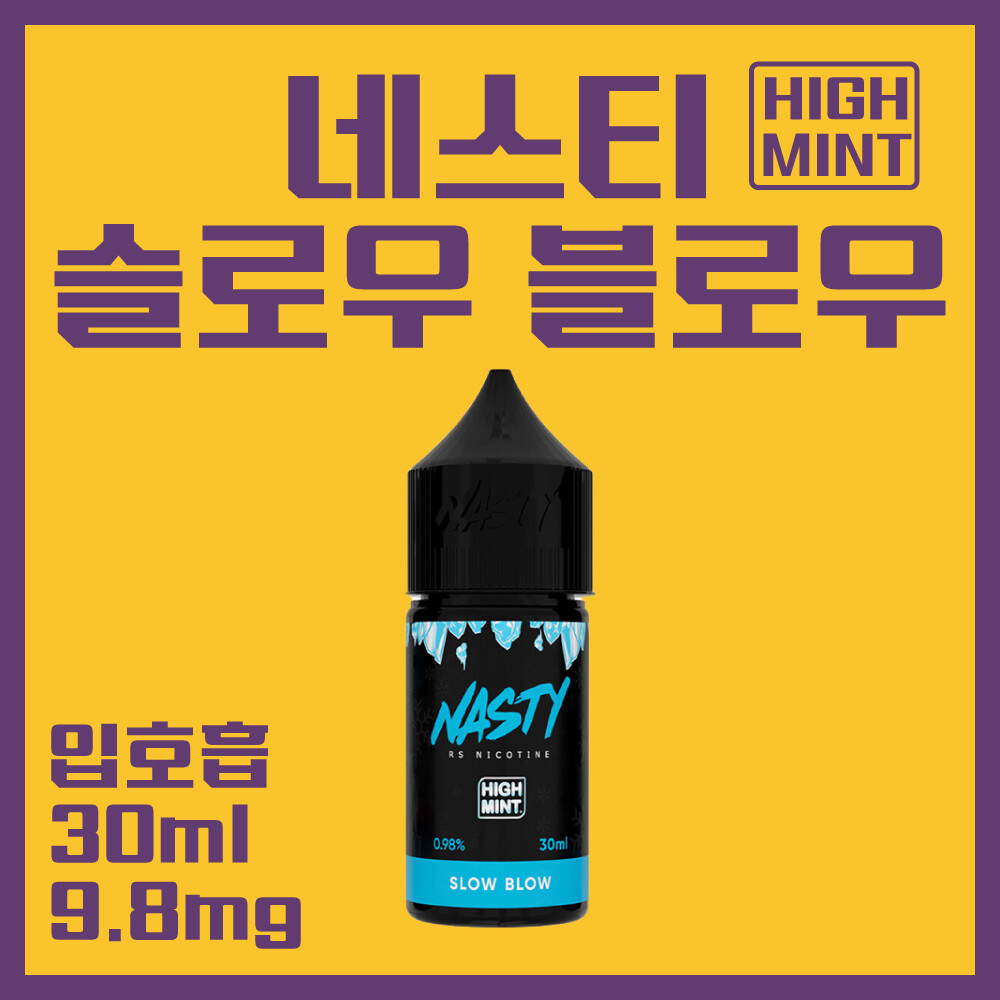 네스티
HIGH
MINT
슬로우 블로우
NASTY
NASTY
RS NICOTINE
HIGH
MINT.
0.98% 30ml
SLOW BLOW
입호흡
30ml
9.8mg